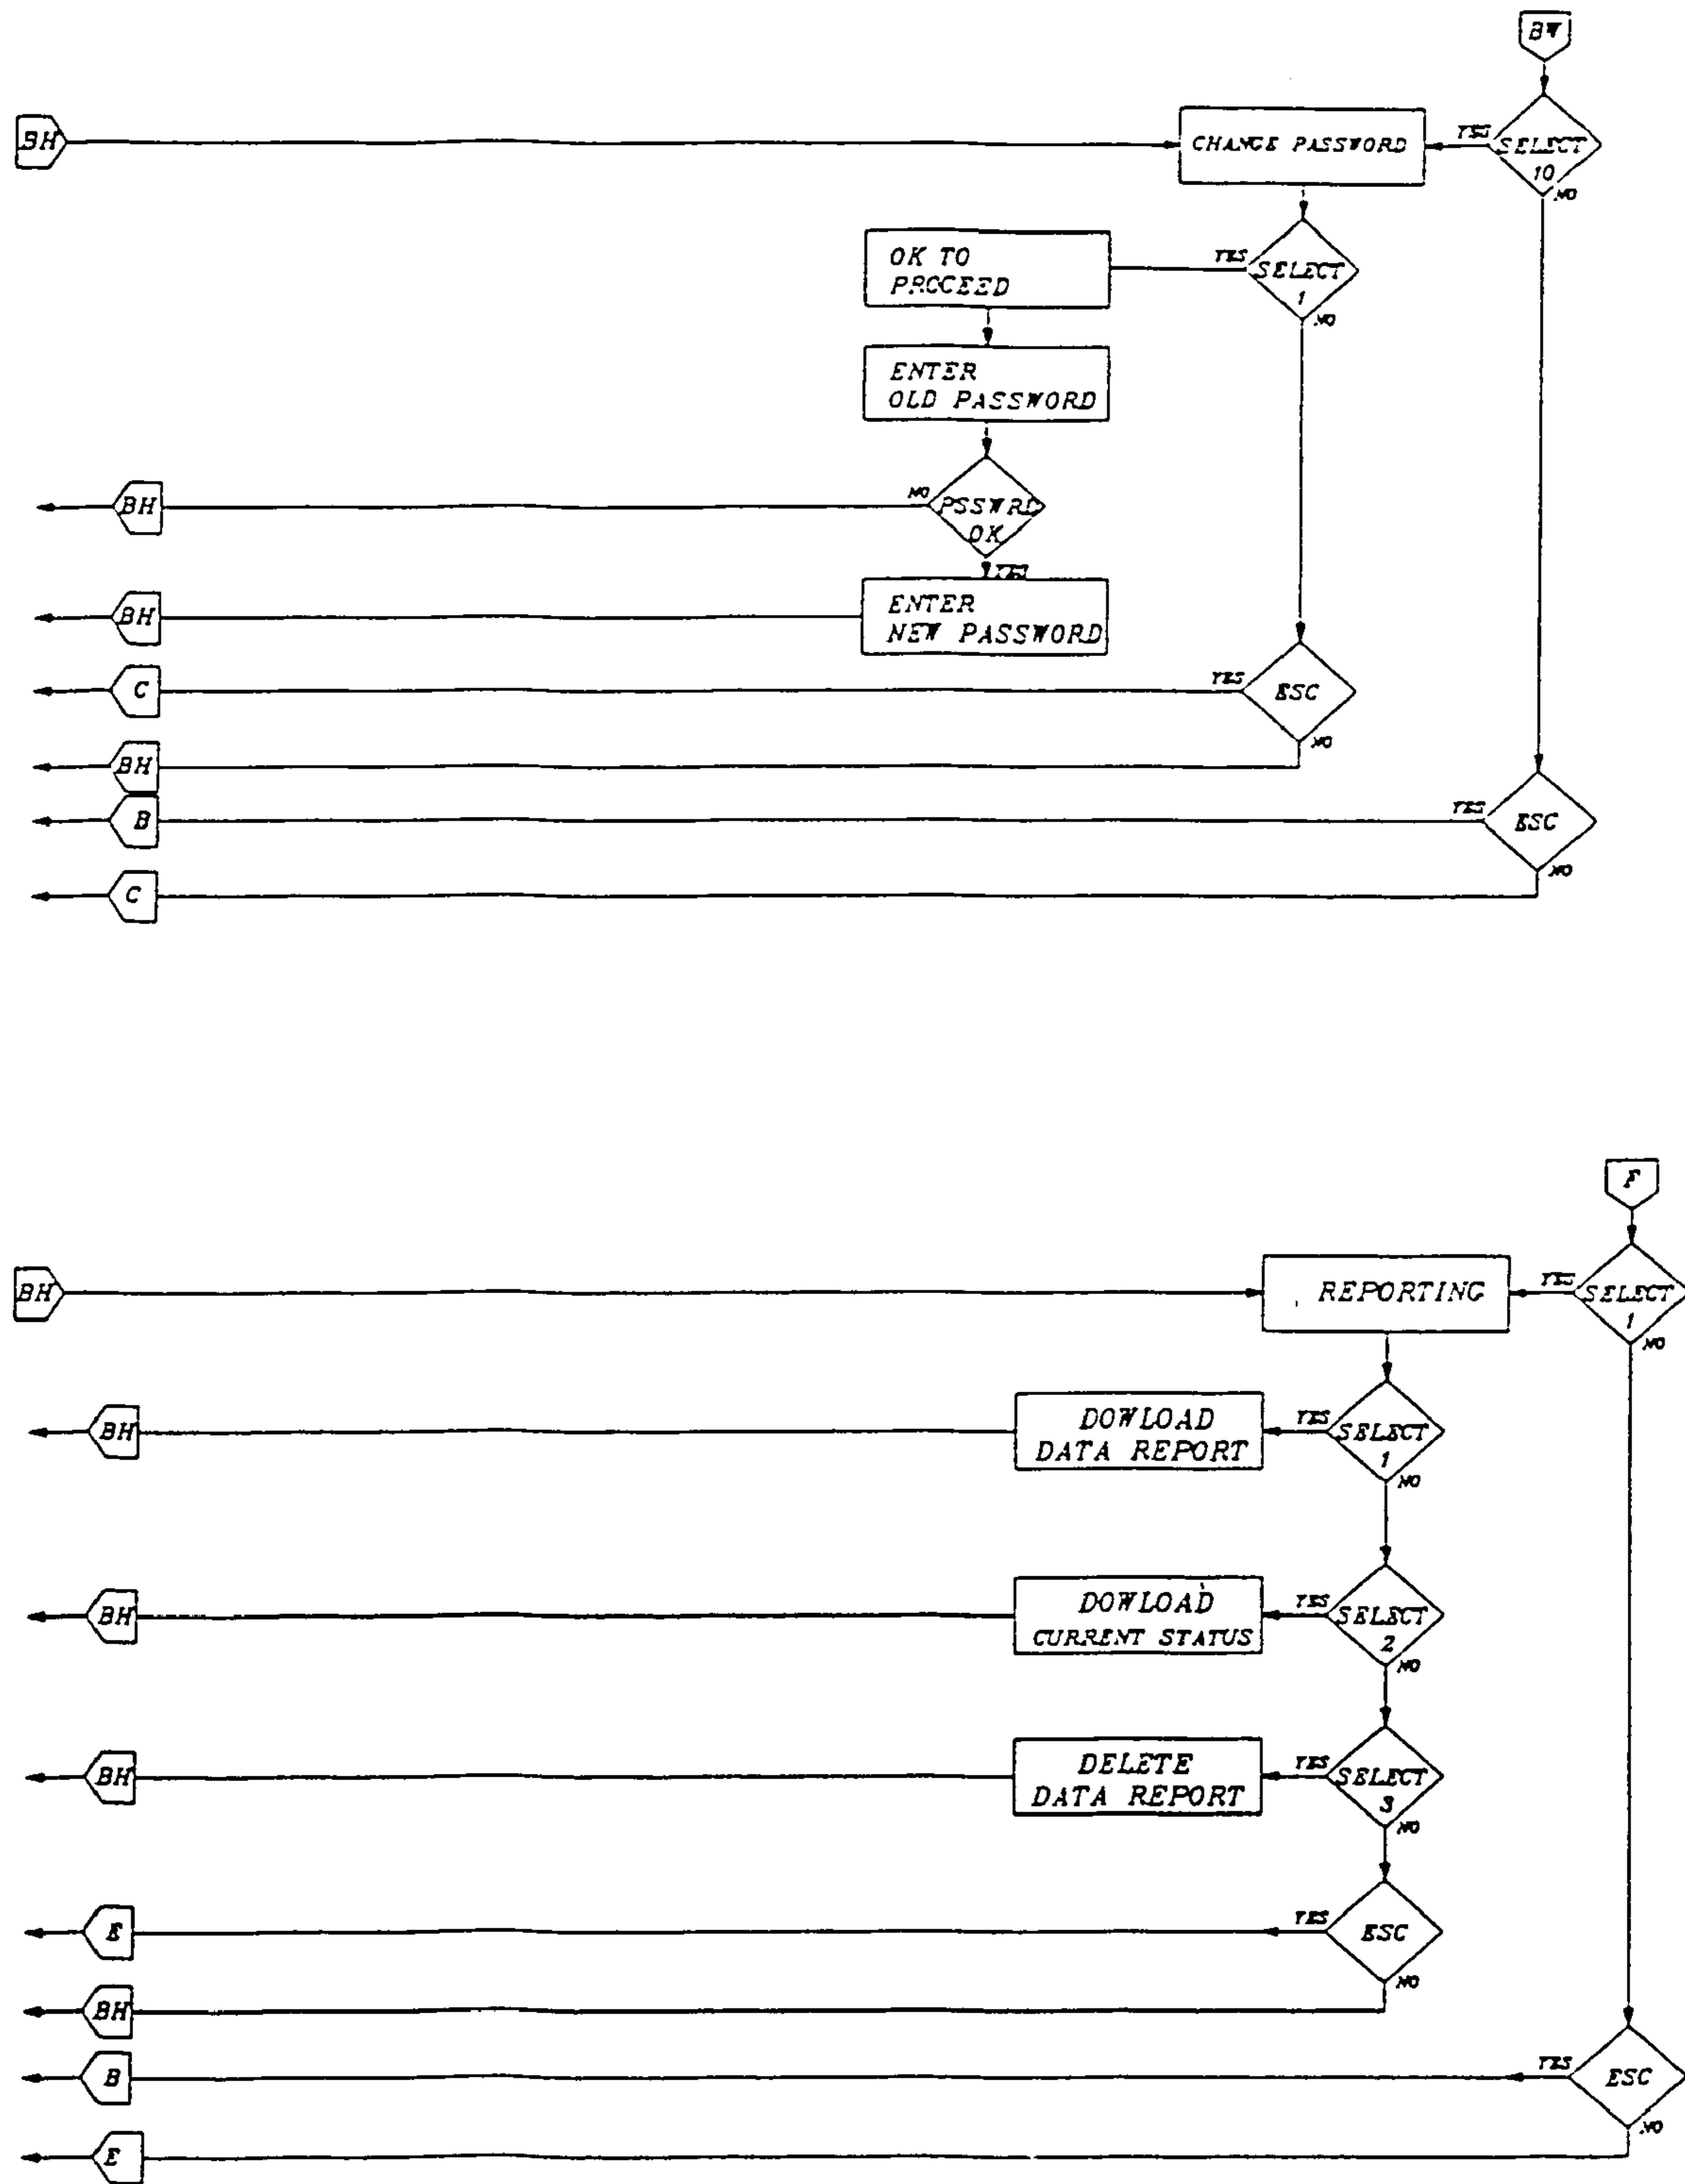 BW
BH
CHANGE PASSWORD
YES
SELECT
10
NO
OK TO
PROCEED
YES
SELECT
1
NO
ENTER
OLD PASSWORD
BH
NO
PSSWRD
OK
YES
BH
ENTER
NEW PASSWORD
C
YES
ESC
NO
BH
B
YES
ESC
NO
C
F
BH
REPORTING
YES
SELECT
1
NO
BH
DOWLOAD
DATA REPORT
YES
SELECT
1
NO
BH
DOWLOAD
CURRENT STATUS
YES
SELECT
2
NO
BH
DELETE
DATA REPORT
YES
SELECT
3
NO
E
YES
ESC
NO
BH
B
YES
ESC
NO
E